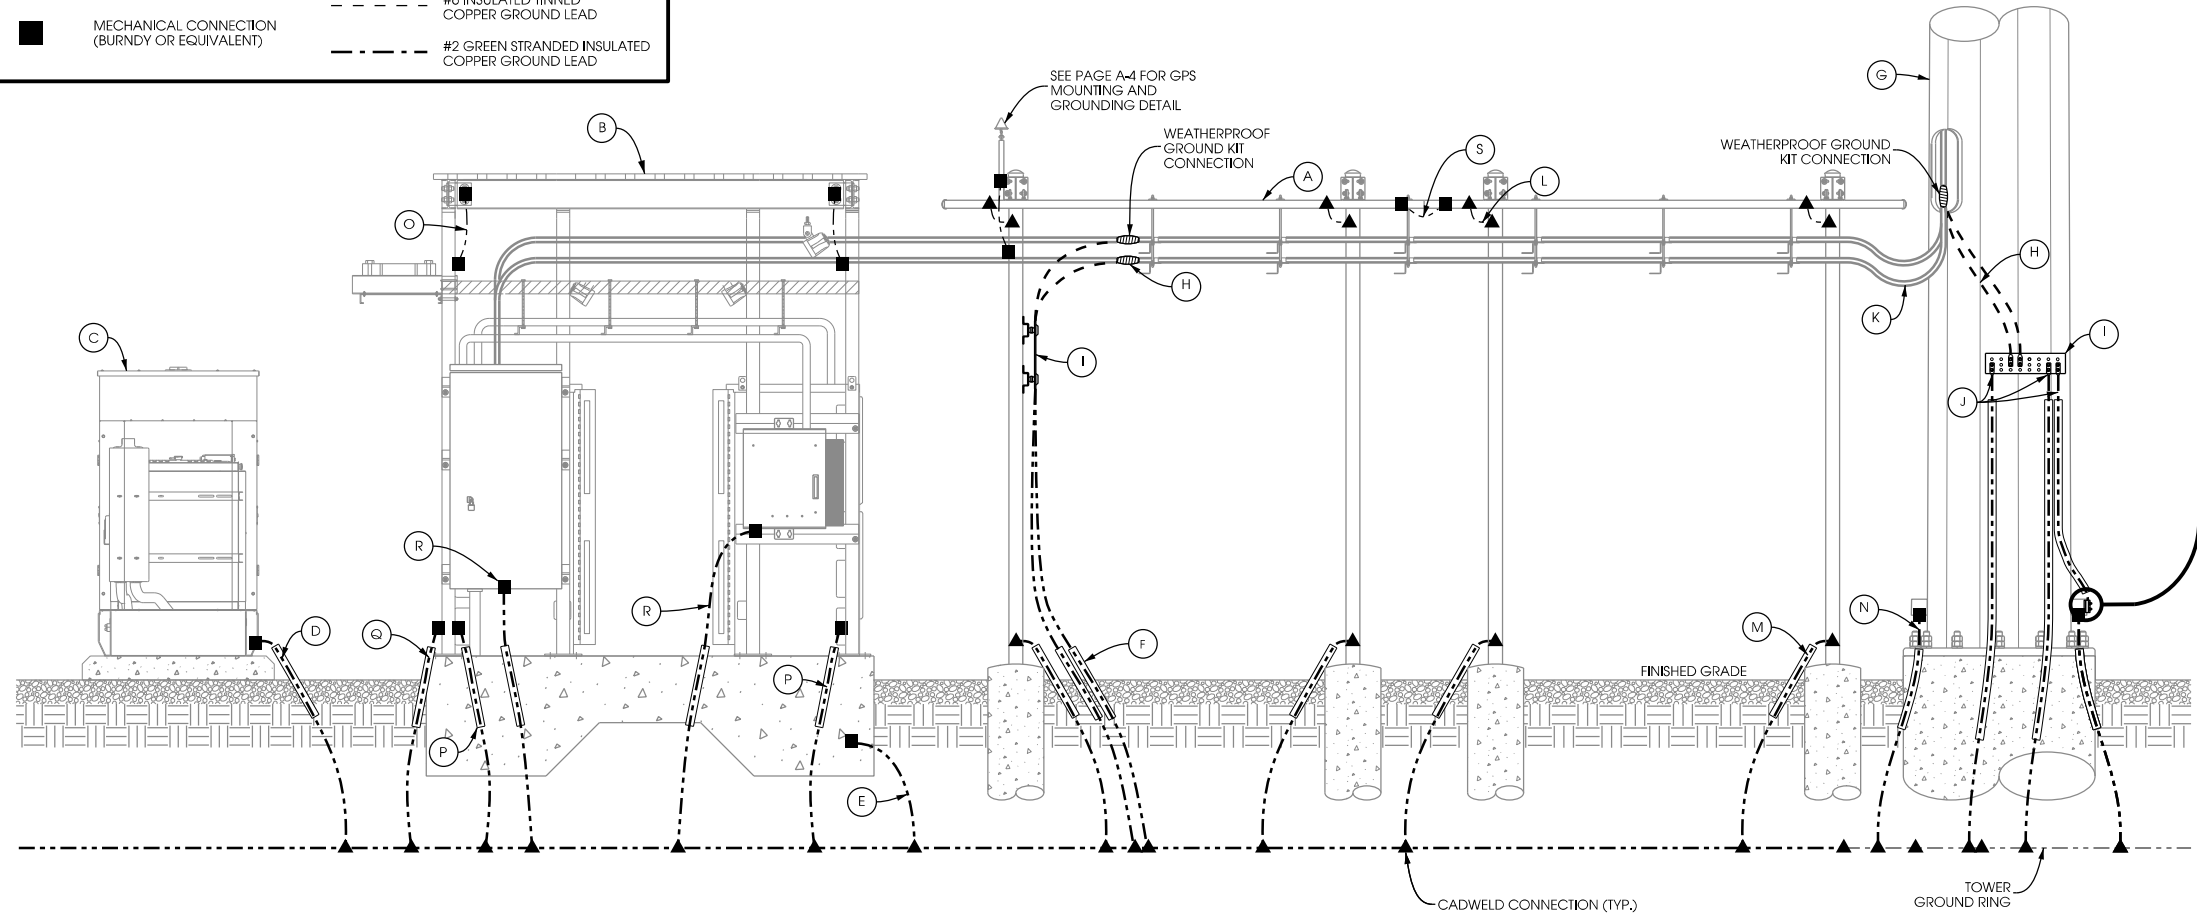 COPPER GROUND LEAD
MECHANICAL CONNECTION
(BURNDY OR EQUIVALENT)
#2 GREEN STRANDED INSULATED
COPPER GROUND LEAD
SEE PAGE A-4 FOR GPS
MOUNTING AND
GROUNDING DETAIL
WEATHERPROOF
GROUND KIT
CONNECTION
WEATHERPROOF GROUND
KIT CONNECTION
G
B
S
A
L
O
H
H
K
C
I
I
J
R
R
D
Q
F
N
M
FINISHED GRADE
P
P
E
CADWELD CONNECTION (TYP.)
TOWER
GROUND RING